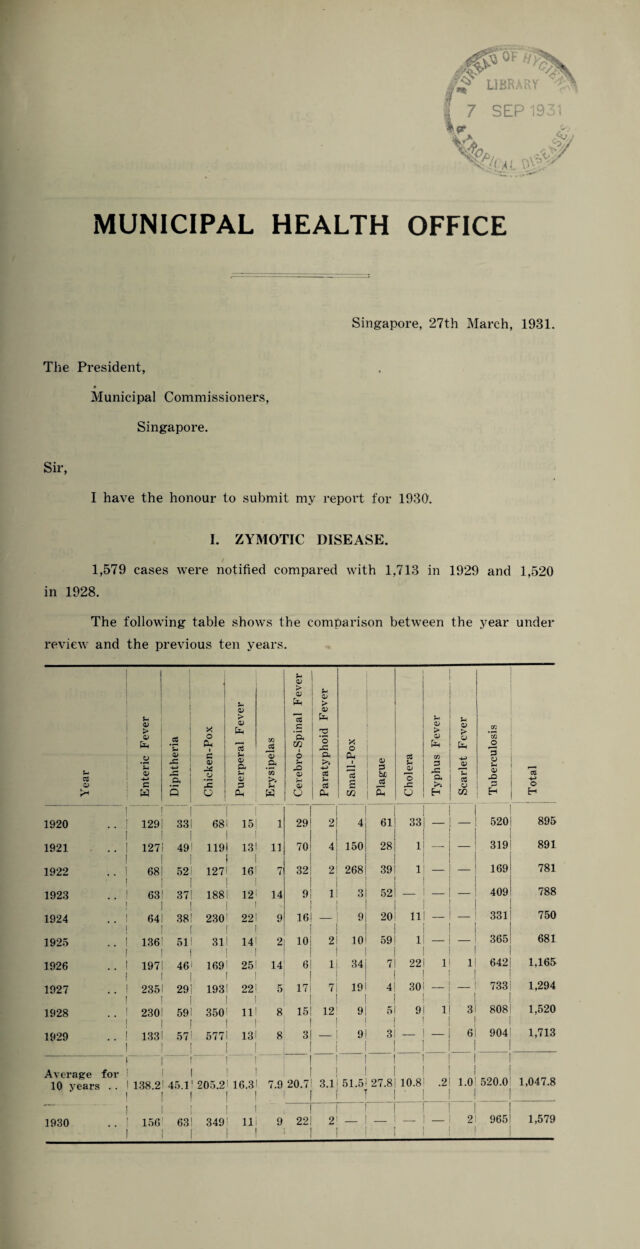 BUREAU OF HYGIENE
LIBRARY
7 SEP 1931
& TROPICAL DISEASES
MUNICIPAL HEALTH OFFICE
Singapore, 27th March, 1931.
The President,
Municipal Commissioners,
Singapore.
Sir,
I have the honour to submit my report for 1930.
I. ZYMOTIC DISEASE.
1,579 cases were notified compared with 1,713 in 1929 and 1,520
in 1928.
The following table shows the comparison between the year under
review and the previous ten years.
Year | Enteric Fever | Diphtheria | Chicken-Pox | Puerperal Fever | Erysipelas | Cerebro-Spinal Fever | Paratyphoid Fever | Small-Pox | Plague | Cholera | Typhus Fever | Scarlet Fever | Tuberculosis | Total
1920 .. 129 33 68 15 1 29 2 4 61 33 — — 520 895
1921 .. 127 49 119 13 11 70 4 150 28 1 — — 319 891
1922 .. 68 52 127 16 7 32 2 268 39 1 — — 169 781
1923 .. 63 37 188 12 14 9 1 3 52 — — — 409 788
1924 .. 64 38 230 22 9 16 — 9 20 11 — — 331 750
1925 .. 136 51 31 14 2 10 2 10 59 1 — — 365 681
1926 .. 197 46 169 25 14 6 1 34 7 22 1 1 642 1,165
1927 .. 235 29 193 22 5 17 7 19 4 30 — — 733 1,294
1928 .. 230 59 350 11 8 15 12 9 5 9 1 3 808 1,520
1929 .. 133 57 577 13 8 3 — 9 3 — — 6 904 1,713
Average for
10 years .. 138.2 45.1 205.2 16.3 7.9 20.7 3.1 51.5 27.8 10.8 .2 1.0 520.0 1,047.8
1930 .. 156 63 349 11 9 22 2 — — — — 2 965 1,579